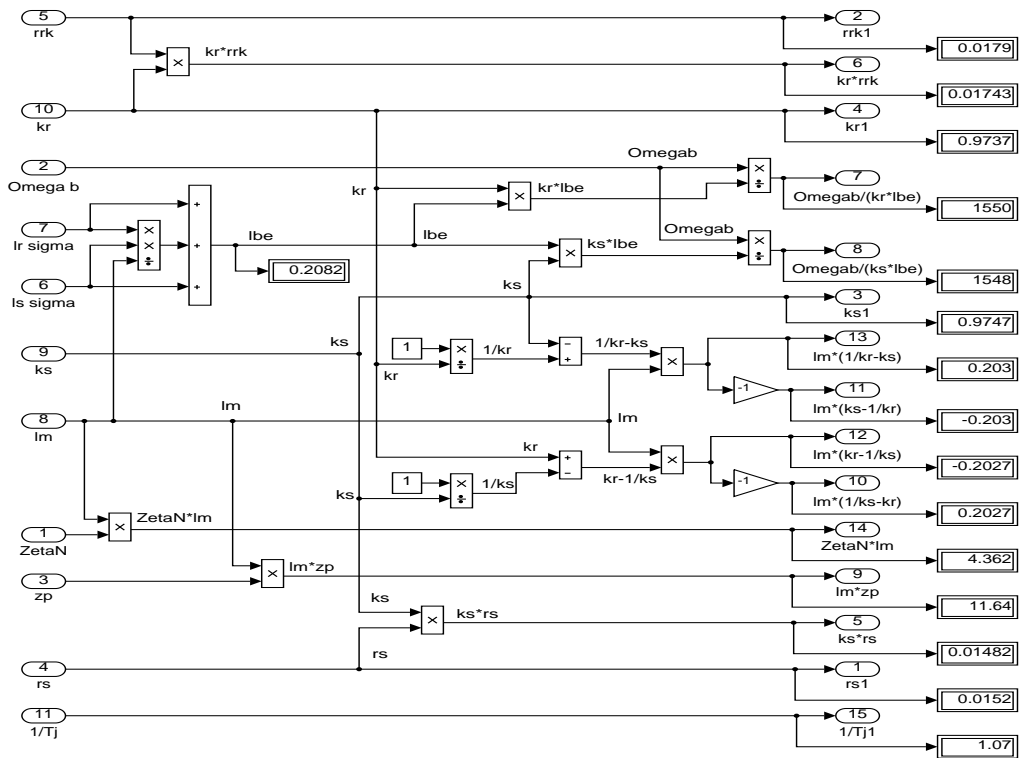 5
rrk
2
rrk1
0.0179
×
kr*rrk
6
kr*rrk
0.01743
10
kr
4
kr1
0.9737
2
Omega b
Omegab
×
÷
7
Omegab/(kr*lbe)
1550
kr
×
kr*lbe
7
lr sigma
×
×
÷
+
+
+
lbe
0.2082
lbe
×
ks*lbe
Omegab
×
÷
8
Omegab/(ks*lbe)
1548
6
ls sigma
ks
3
ks1
0.9747
9
ks
ks
1
×
÷
kr
1/kr
−
+
1/kr-ks
×
13
lm*(1/kr-ks)
0.203
-1
11
lm*(ks-1/kr)
-0.203
8
lm
lm
lm
kr
+
−
kr-1/ks
×
12
lm*(kr-1/ks)
-0.2027
1
×
÷
ks
1/ks
-1
10
lm*(1/ks-kr)
0.2027
1
ZetaN
×
ZetaN*lm
14
ZetaN*lm
4.362
3
zp
×
lm*zp
9
lm*zp
11.64
ks
×
ks*rs
5
ks*rs
0.01482
rs
4
rs
1
rs1
0.0152
11
1/Tj
15
1/Tj1
1.07